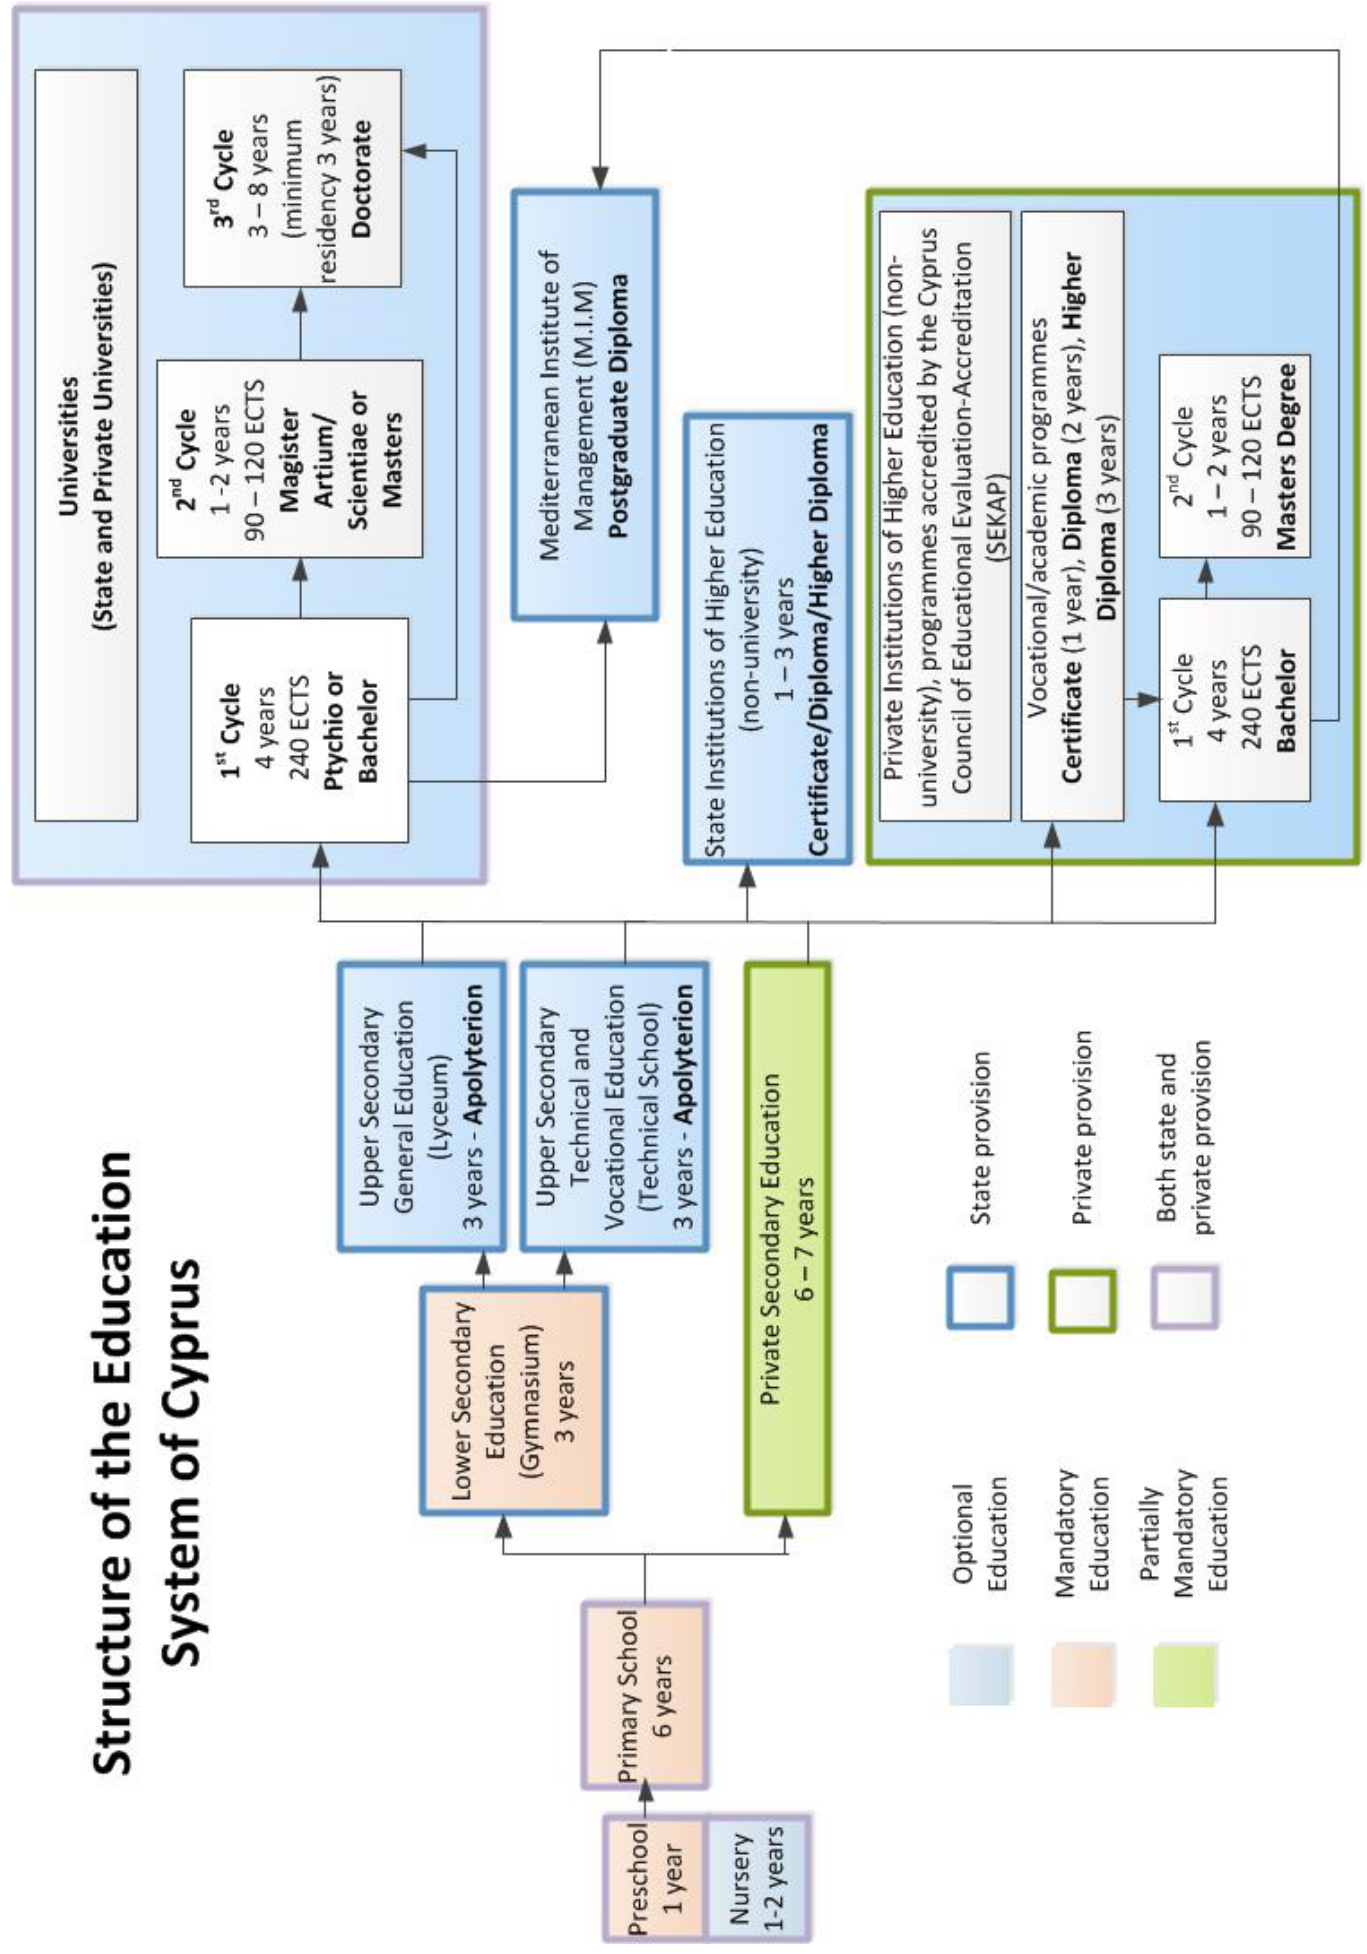 Structure of the Education
System of Cyprus
Preschool
1 year
Nursery
1-2 years
Primary School
6 years
Lower Secondary
Education
(Gymnasium)
3 years
Private Secondary Education
6 – 7 years
Upper Secondary
General Education
(Lyceum)
3 years - Apolyterion
Upper Secondary
Technical and
Vocational Education
(Technical School)
3 years - Apolyterion
Universities
(State and Private Universities)
1st Cycle
4 years
240 ECTS
Ptychio or
Bachelor
2nd Cycle
1 -2 years
90 – 120 ECTS
Magister
Artium/
Scientiae or
Masters
3rd Cycle
3 – 8 years
(minimum
residency 3 years)
Doctorate
Mediterranean Institute of
Management (M.I.M)
Postgraduate Diploma
State Institutions of Higher Education
(non-university)
1 – 3 years
Certificate/Diploma/Higher Diploma
Private Institutions of Higher Education (non-
university), programmes accredited by the Cyprus
Council of Educational Evaluation-Accreditation
(SEKAP)
Vocational/academic programmes
Certificate (1 year), Diploma (2 years), Higher
Diploma (3 years)
1st Cycle
4 years
240 ECTS
Bachelor
2nd Cycle
1 – 2 years
90 – 120 ECTS
Masters Degree
Optional
Education
Mandatory
Education
Partially
Mandatory
Education
State provision
Private provision
Both state and
private provision